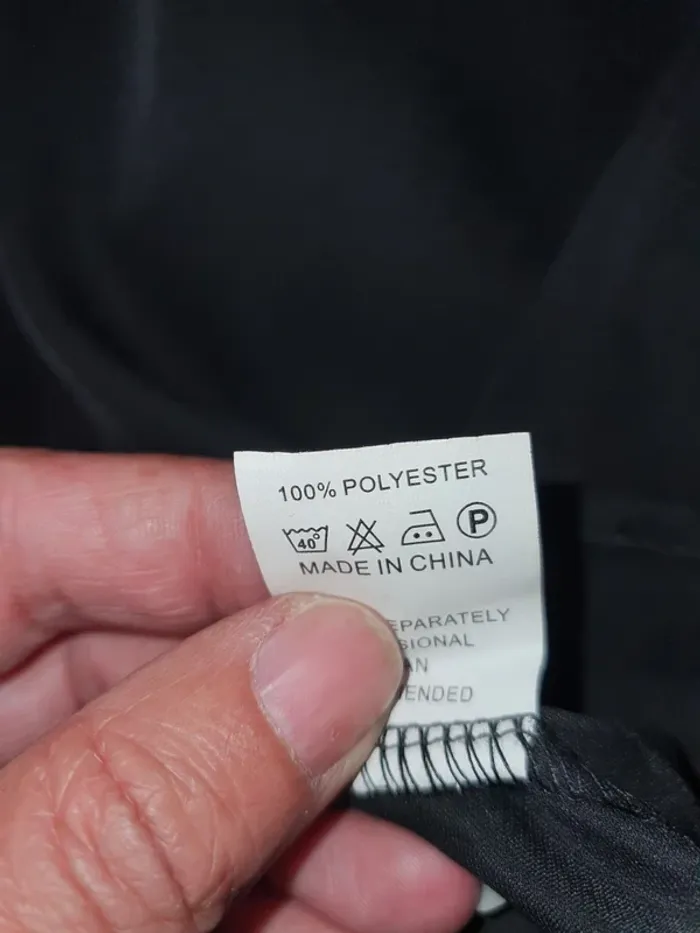 100% POLYESTER
40° P
MADE IN CHINA
EPARATELY
SIONAL
AN
ENDED